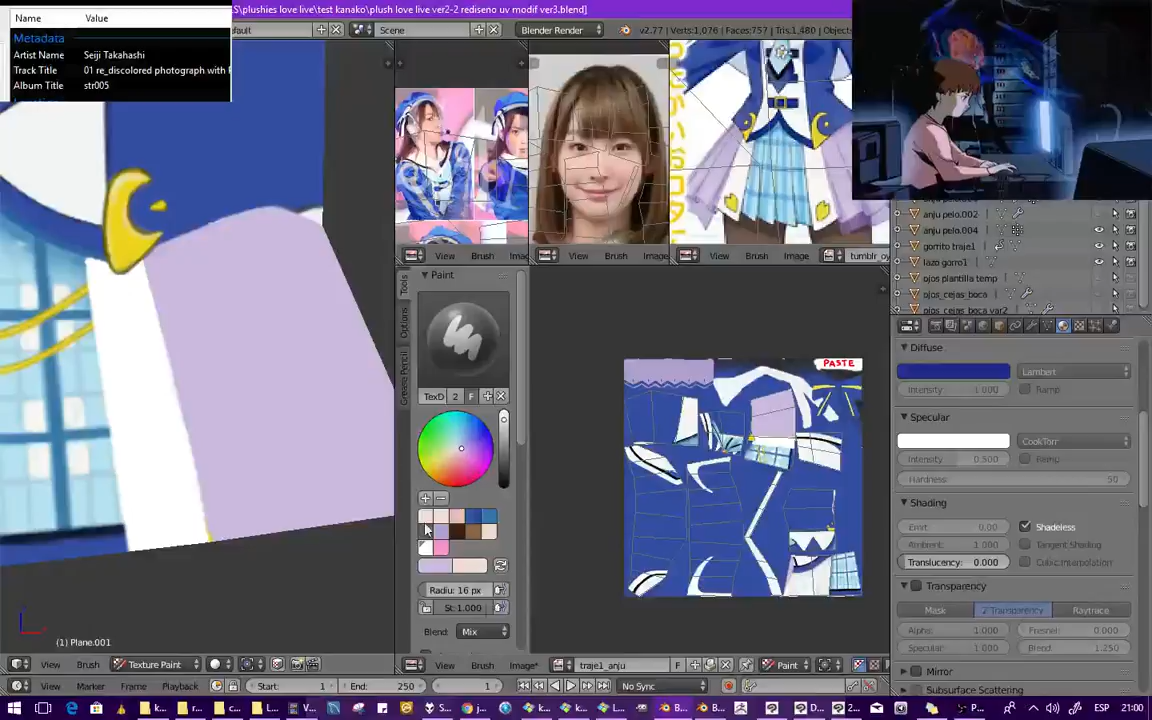 S\plushies love live\test kanako\plush love live ver2-2 rediseno uv modif ver3.blend]
Name Value
Metadata
Artist Name Seiji Takahashi
Track Title 01 re_discolored photograph with
Album Title str005
efault
Scene
Blender Render
v2.77 | Verts:1,076 | Faces:757 | Tris:1,480 | Objects:
View Brush Image
View Brush Image
View Brush Image tumblr_oy
anju pelo.002
anju pelo.004
gorrito traje1
lazo gorro1
ojos plantilla temp
ojos_cejas_boca
ojos_cejas_boca var2
Tools
Options
Grease Pencil
Paint
TexD 2 F
Radiu: 16 px
St: 1.000
Blend: Mix
PASTE
Diffuse
Lambert
Intensity 1.000 Ramp
Specular
CookTorr
Intensity 0.500 Ramp
Hardness: 50
Shading
Emit: 0.00 Shadeless
Ambient: 1.000 Tangent Shading
Translucency: 0.000 Cubic Interpolation
Transparency
Mask Z Transparency Raytrace
Alpha: 1.000 Fresnel: 0.000
Specular: 1.000 Blend: 1.250
Mirror
Subsurface Scattering
(1) Plane.001
View Brush Texture Paint
View Brush Image* traje1_anju F Paint
View Marker Frame Playback Start: 1 End: 250 1 No Sync
ESP 21:00